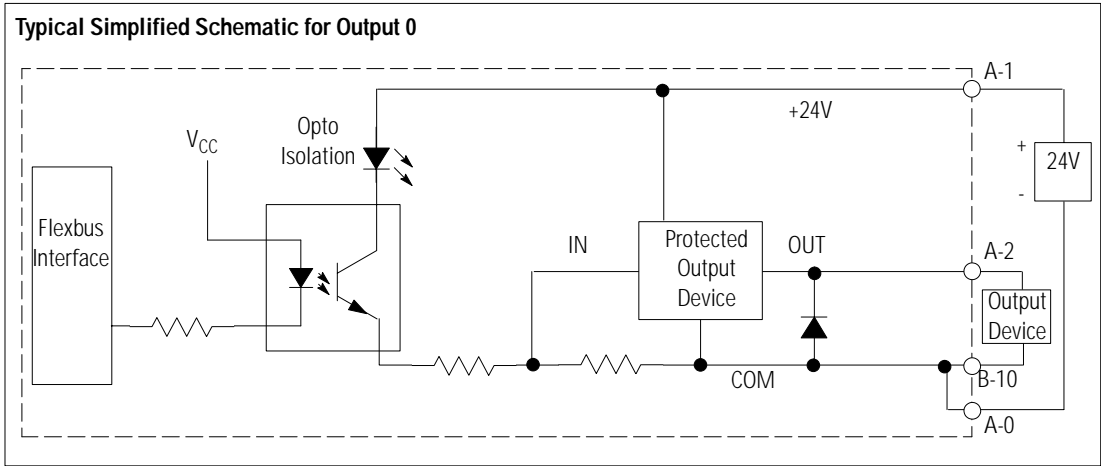 Typical Simplified Schematic for Output 0
A-1
+24V
Opto
Isolation
VCC
+
24V
-
Flexbus
Interface
IN
Protected
Output
Device
OUT
A-2
Output
Device
COM
B-10
A-0